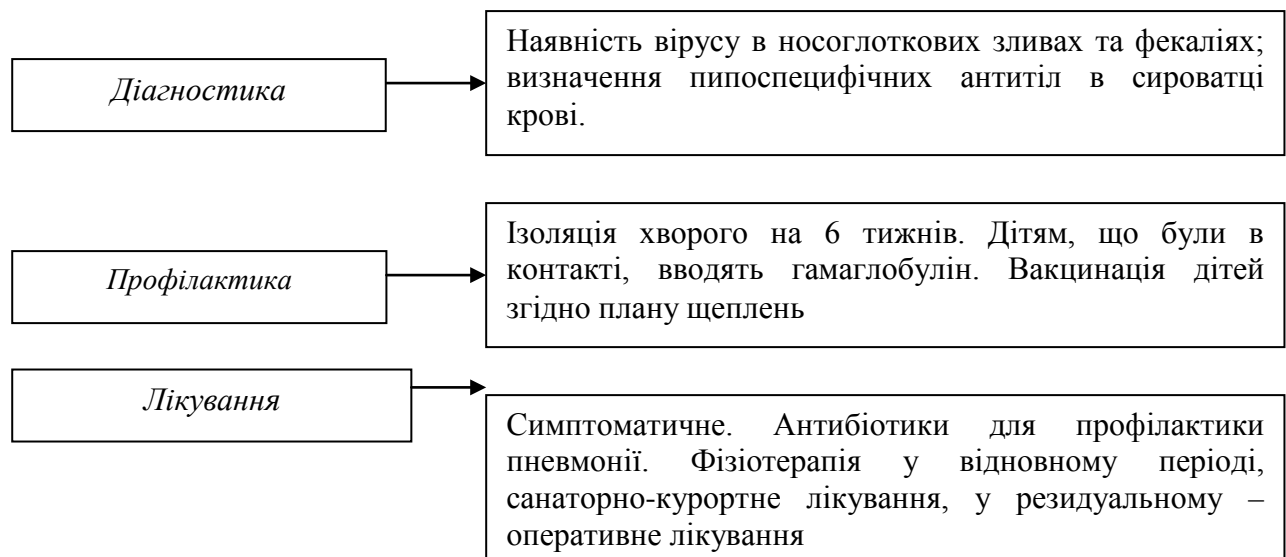 Діагностика
Наявність вірусу в носоглоткових зливах та фекаліях;
визначення пипоспецифічних антитіл в сироватці
крові.
Профілактика
Ізоляція хворого на 6 тижнів. Дітям, що були в
контакті, вводять гамаглобулін. Вакцинація дітей
згідно плану щеплень
Лікування
Симптоматичне. Антибіотики для профілактики
пневмонії. Фізіотерапія у відновному періоді,
санаторно-курортне лікування, у резидуальному –
оперативне лікування